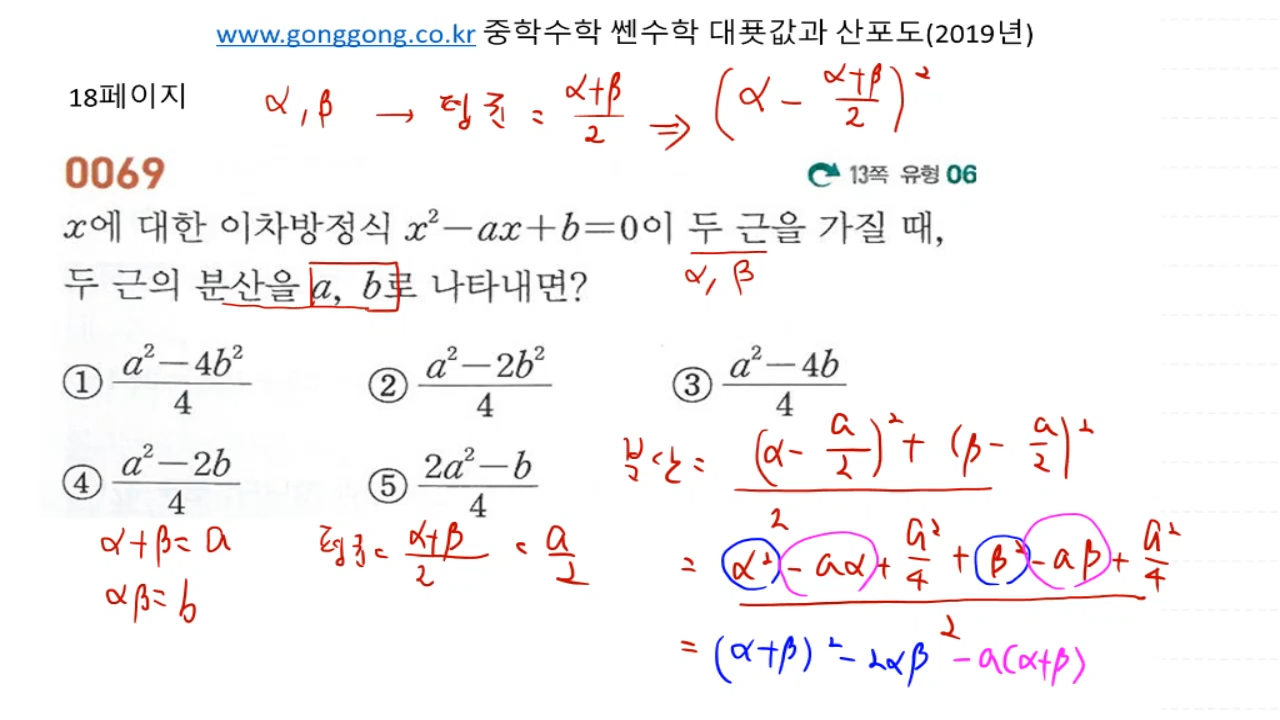 www.gonggong.co.kr 중학수학 쎈수학 대푯값과 산포도(2019년)
18페이지
α, β → 평균 = (α+β)/2 ⇒ (α - (α+β)/2)²
0069
13쪽 유형 06
x에 대한 이차방정식 x²-ax+b=0이 두 근을 가질 때,
α, β
두 근의 분산을 a, b로 나타내면?
① (a²-4b²)/4 ② (a²-2b²)/4 ③ (a²-4b)/4
④ (a²-2b)/4 ⑤ (2a²-b)/4
분산 = ((α - a/2)² + (β - a/2)²)/2
α+β = a
αβ = b
평균 = (α+β)/2 = a/2
= (α² - aα + a²/4 + β² - aβ + a²/4)/2
= (α+β)² - 2αβ - a(α+β)